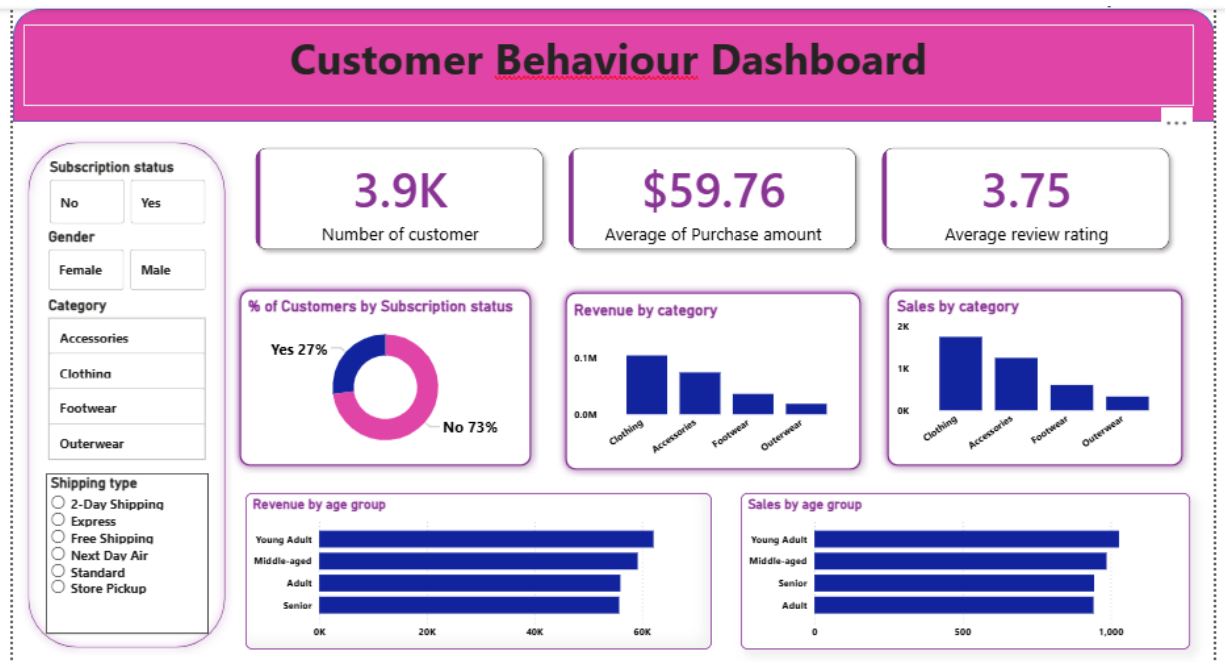 Customer Behaviour Dashboard
Subscription status
No
Yes
Gender
Female
Male
Category
Accessories
Clothing
Footwear
Outerwear
Shipping type
2-Day Shipping
Express
Free Shipping
Next Day Air
Standard
Store Pickup
3.9K
Number of customer
$59.76
Average of Purchase amount
3.75
Average review rating
% of Customers by Subscription status
Yes 27%
No 73%
Revenue by category
0.1M
0.0M
Clothing
Accessories
Footwear
Outerwear
Sales by category
2K
1K
0K
Clothing
Accessories
Footwear
Outerwear
Revenue by age group
Young Adult
Middle-aged
Adult
Senior
0K 20K 40K 60K
Sales by age group
Young Adult
Middle-aged
Senior
Adult
0 500 1,000